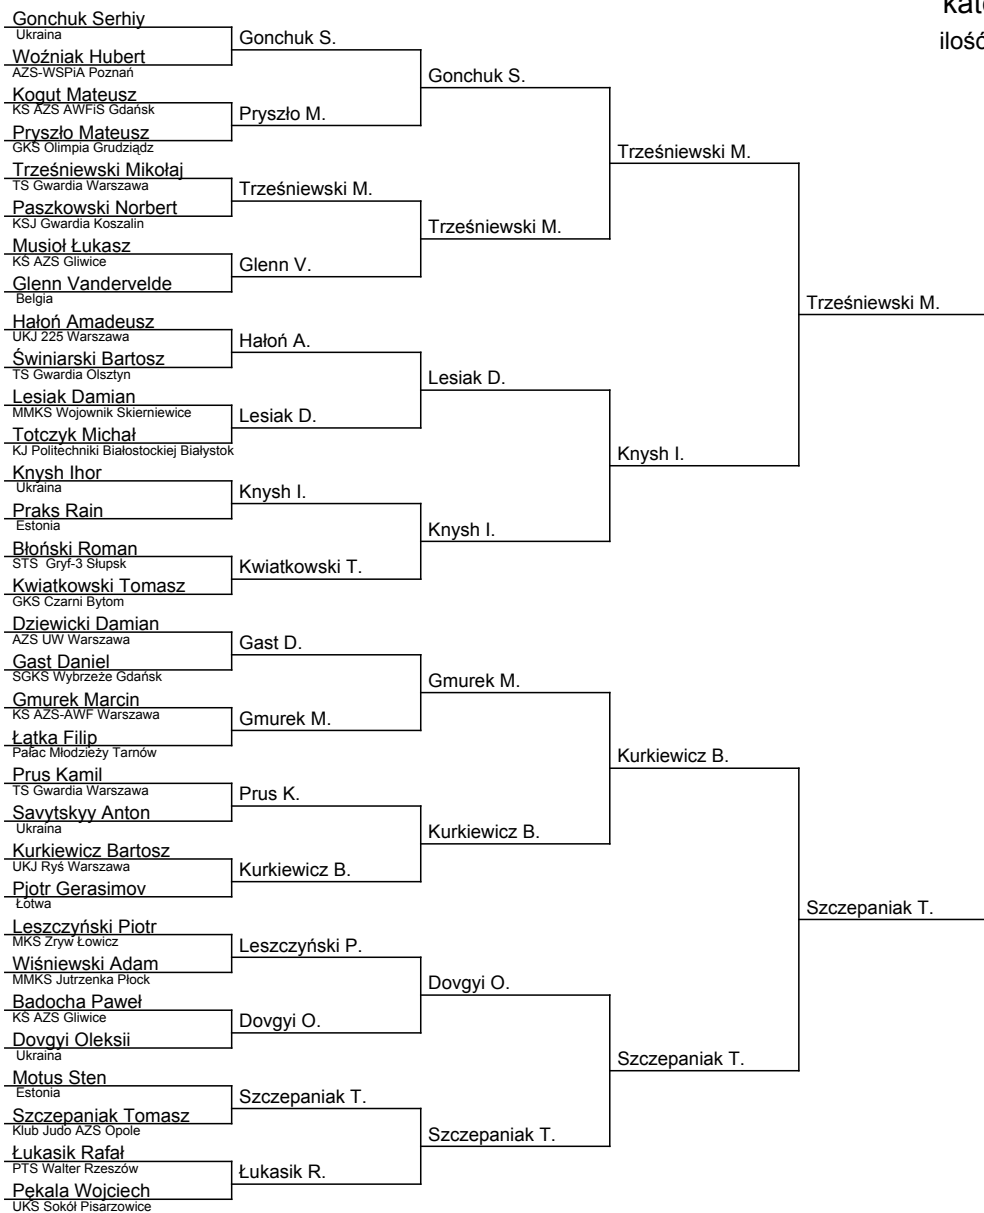 kate
ilość
Gonchuk Serhiy
Ukraina
Woźniak Hubert
AZS-WSPiA Poznań
Kogut Mateusz
KS AZS AWFiS Gdańsk
Pryszło Mateusz
GKS Olimpia Grudziądz
Trześniewski Mikołaj
TS Gwardia Warszawa
Paszkowski Norbert
KSJ Gwardia Koszalin
Musioł Łukasz
KŚ AZS Gliwice
Glenn Vandervelde
Belgia
Hałoń Amadeusz
UKJ 225 Warszawa
Świniarski Bartosz
TS Gwardia Olsztyn
Lesiak Damian
MMKS Wojownik Skierniewice
Totczyk Michał
KJ Politechniki Białostockiej Białystok
Knysh Ihor
Ukraina
Praks Rain
Estonia
Błoński Roman
STS Gryf-3 Słupsk
Kwiatkowski Tomasz
GKS Czarni Bytom
Dziewicki Damian
AZS UW Warszawa
Gast Daniel
SGKS Wybrzeże Gdańsk
Gmurek Marcin
KS AZS-AWF Warszawa
Łątka Filip
Pałac Młodzieży Tarnów
Prus Kamil
TS Gwardia Warszawa
Savytskyy Anton
Ukraina
Kurkiewicz Bartosz
UKJ Ryś Warszawa
Pjotr Gerasimov
Łotwa
Leszczyński Piotr
MKS Zryw Łowicz
Wiśniewski Adam
MMKS Jutrzenka Płock
Badocha Paweł
KŚ AZS Gliwice
Dovgyi Oleksii
Ukraina
Motus Sten
Estonia
Szczepaniak Tomasz
Klub Judo AZS Opole
Łukasik Rafał
PTS Walter Rzeszów
Pękala Wojciech
UKS Sokół Pisarzowice
Gonchuk S.
Pryszło M.
Trześniewski M.
Glenn V.
Hałoń A.
Lesiak D.
Knysh I.
Kwiatkowski T.
Gast D.
Gmurek M.
Prus K.
Kurkiewicz B.
Leszczyński P.
Dovgyi O.
Szczepaniak T.
Łukasik R.
Gonchuk S.
Trześniewski M.
Lesiak D.
Knysh I.
Gmurek M.
Kurkiewicz B.
Dovgyi O.
Szczepaniak T.
Trześniewski M.
Knysh I.
Kurkiewicz B.
Szczepaniak T.
Trześniewski M.
Szczepaniak T.